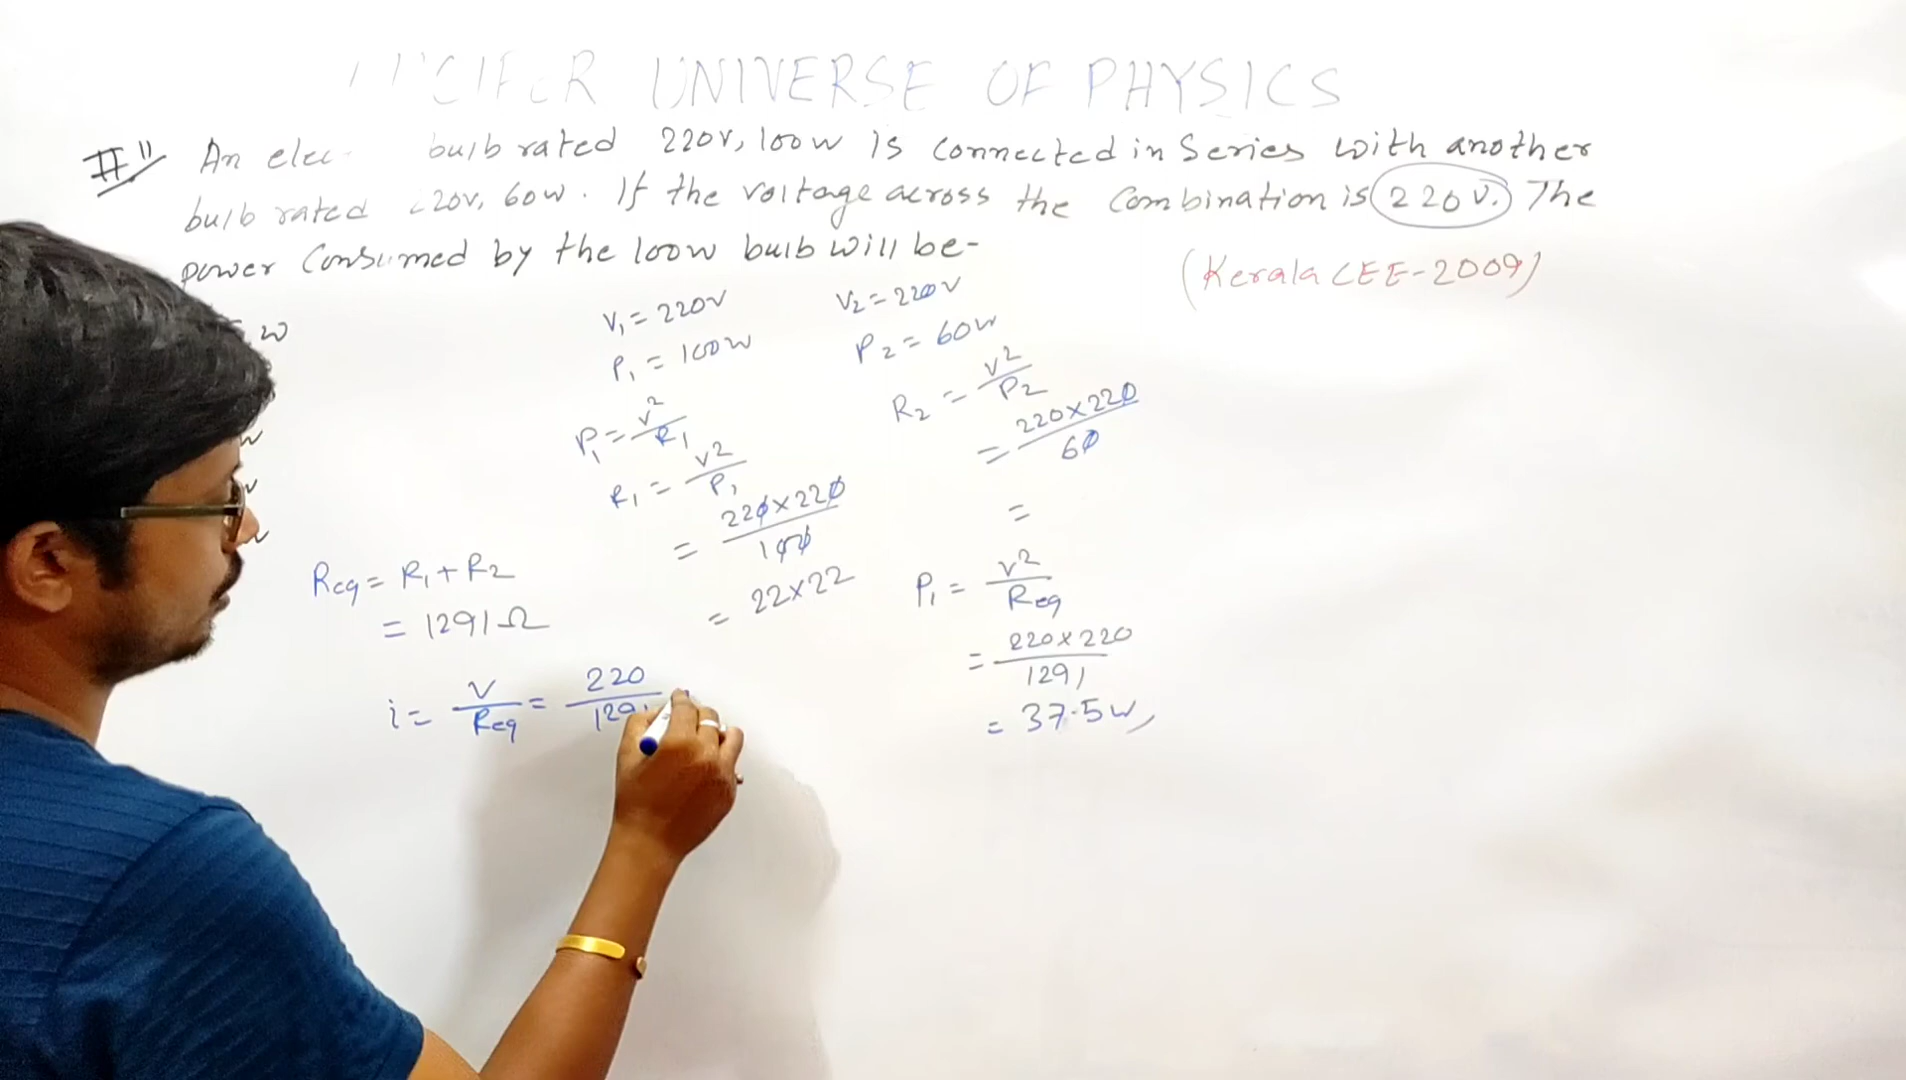 UNIVERSE OF PHYSICS
#11 An elec bulb rated 220V, 100W is connected in Series with another
bulb rated 20V, 60W. If the voltage across the Combination is 220V. The
power Consumed by the 100W bulb will be-
(Kerala CEE-2009)
W
V₁ = 220V
P₁ = 100W
P₁ = V²/R₁
R₁ = V²/P₁
= 220×220/100
= 22×22
V₂ = 220V
P₂ = 60W
R₂ = V²/P₂
= 220×220/60
=
Req = R₁ + R₂
= 1291Ω
i = V/Req = 220/1291
P₁ = V²/Req
= 220×220/1291
= 37.5W